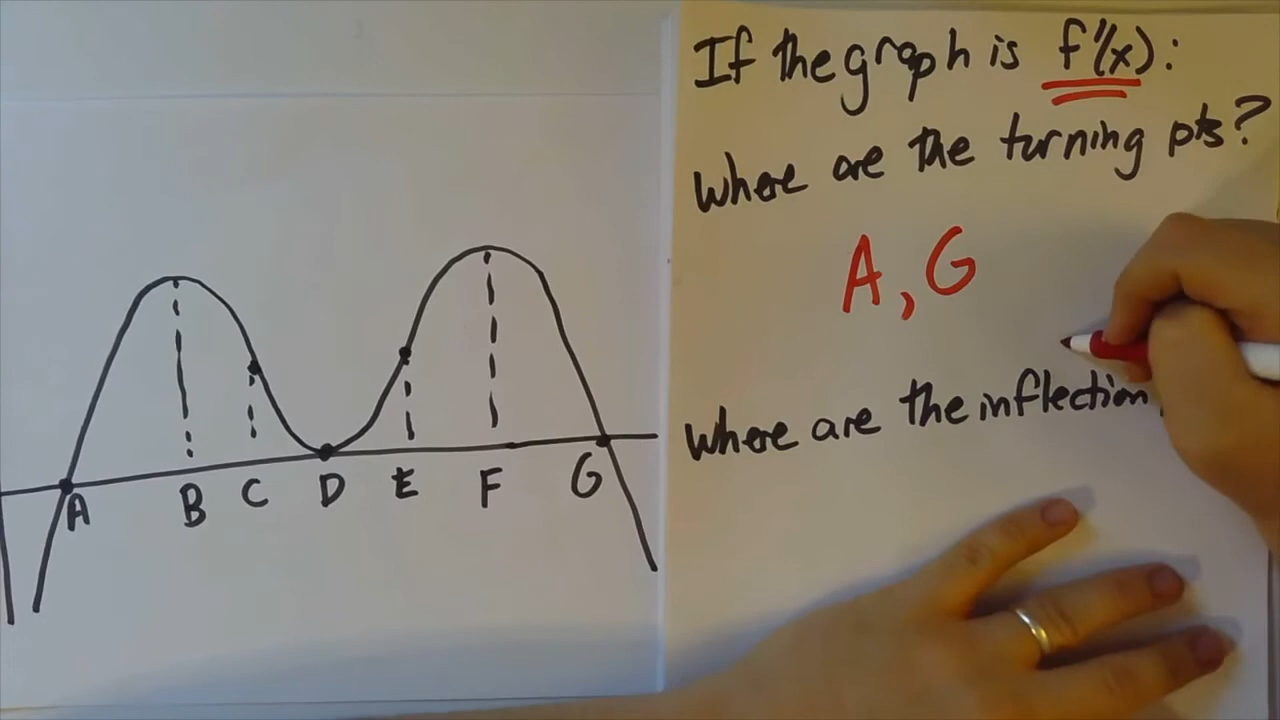 If the graph is f'(x):
where are the turning pts?
A, G
where are the inflection
A B C D E F G